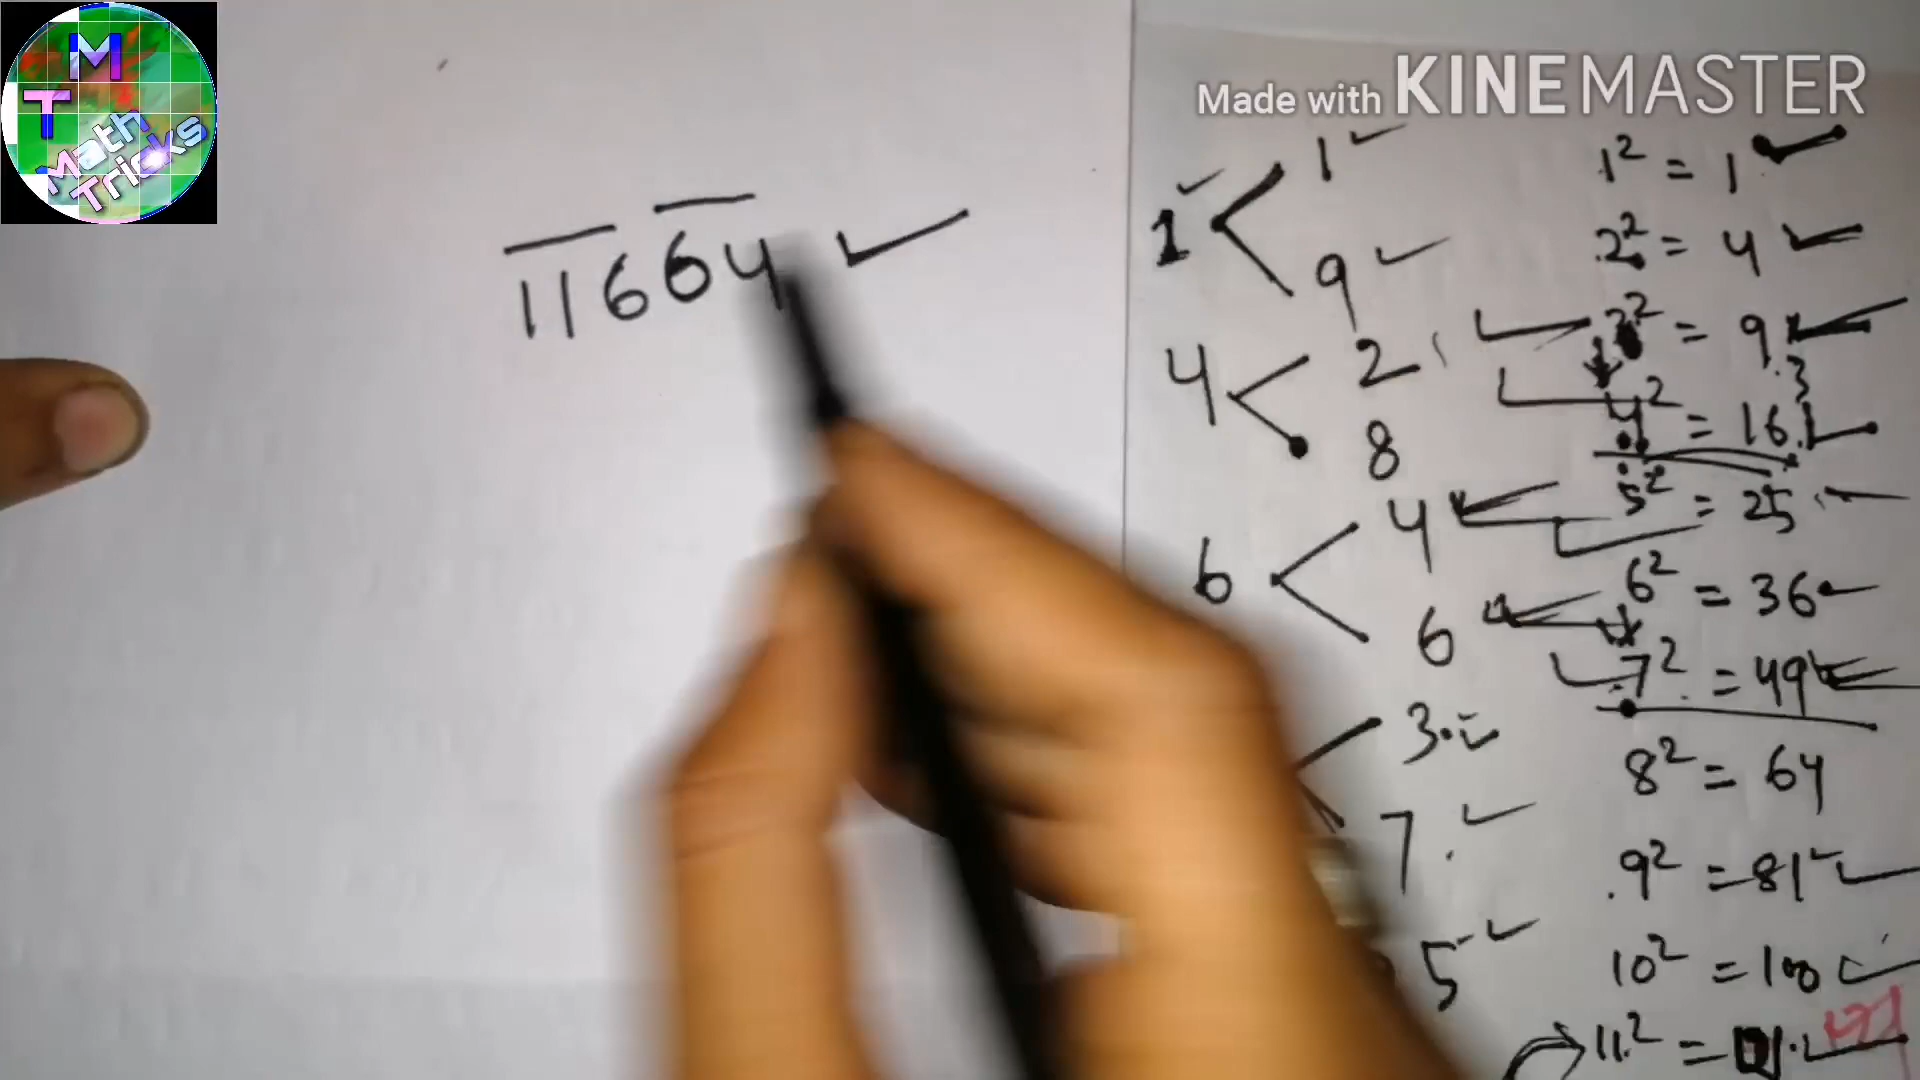 M
T
Math
Tricks
Made with KINEMASTER
11664
1
1
9
4
2
8
6
4
6
3
7
5
1² = 1
2² = 4
3² = 9
4² = 16
5² = 25
6² = 36
7² = 49
8² = 64
9² = 81
10² = 100
11² =